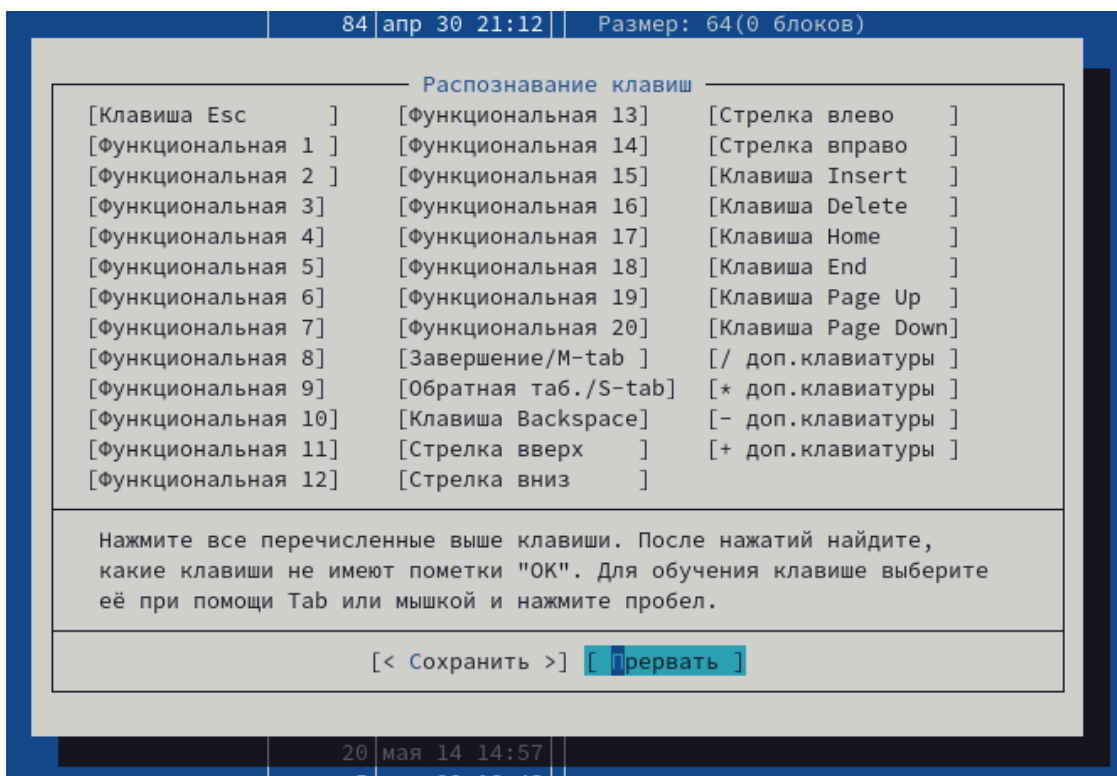 84 апр 30 21:12 Размер: 64(0 блоков)
Распознавание клавиш
[Клавиша Esc ] [Функциональная 13] [Стрелка влево ]
[Функциональная 1 ] [Функциональная 14] [Стрелка вправо ]
[Функциональная 2 ] [Функциональная 15] [Клавиша Insert ]
[Функциональная 3] [Функциональная 16] [Клавиша Delete ]
[Функциональная 4] [Функциональная 17] [Клавиша Home ]
[Функциональная 5] [Функциональная 18] [Клавиша End ]
[Функциональная 6] [Функциональная 19] [Клавиша Page Up ]
[Функциональная 7] [Функциональная 20] [Клавиша Page Down]
[Функциональная 8] [Завершение/M-tab ] [/ доп.клавиатуры ]
[Функциональная 9] [Обратная таб./S-tab] [* доп.клавиатуры ]
[Функциональная 10] [Клавиша Backspace] [- доп.клавиатуры ]
[Функциональная 11] [Стрелка вверх ] [+ доп.клавиатуры ]
[Функциональная 12] [Стрелка вниз ]
Нажмите все перечисленные выше клавиши. После нажатий найдите,
какие клавиши не имеют пометки "OK". Для обучения клавише выберите
её при помощи Tab или мышкой и нажмите пробел.
[< Сохранить >] [ Прервать ]
20 мая 14 14:57